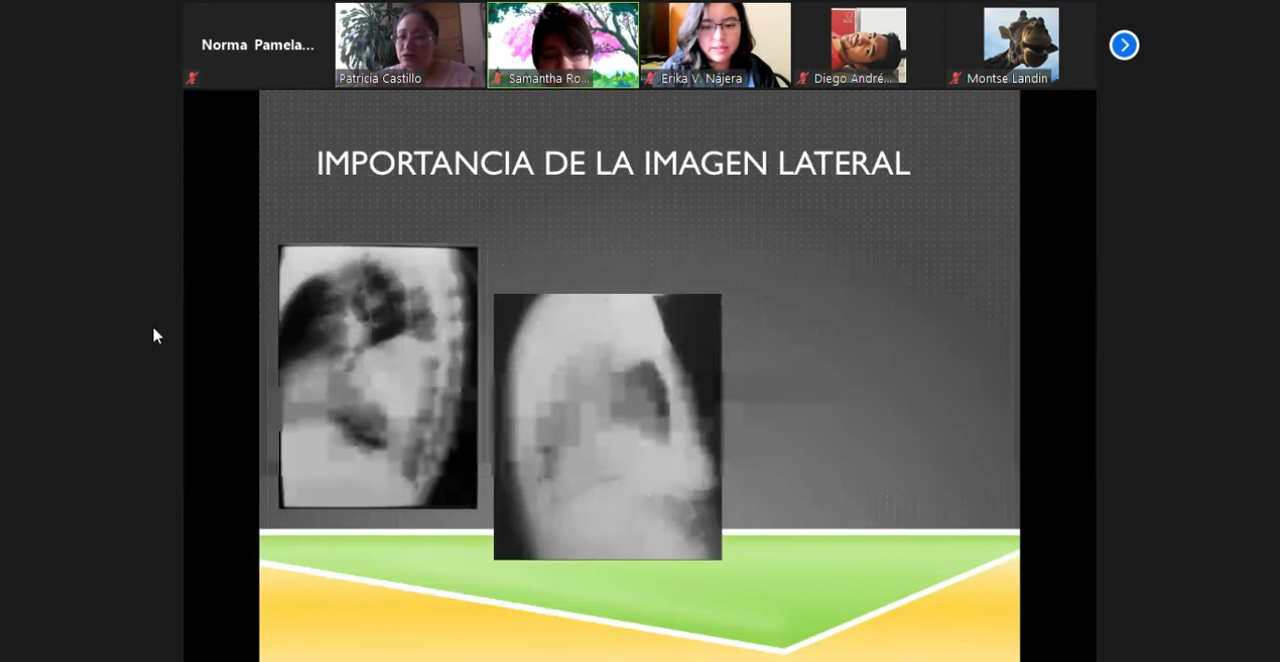 Norma Pamela...
Patricia Castillo
Samantha Ro...
Erika V. Nájera
Diego André...
Montse Landin
IMPORTANCIA DE LA IMAGEN LATERAL